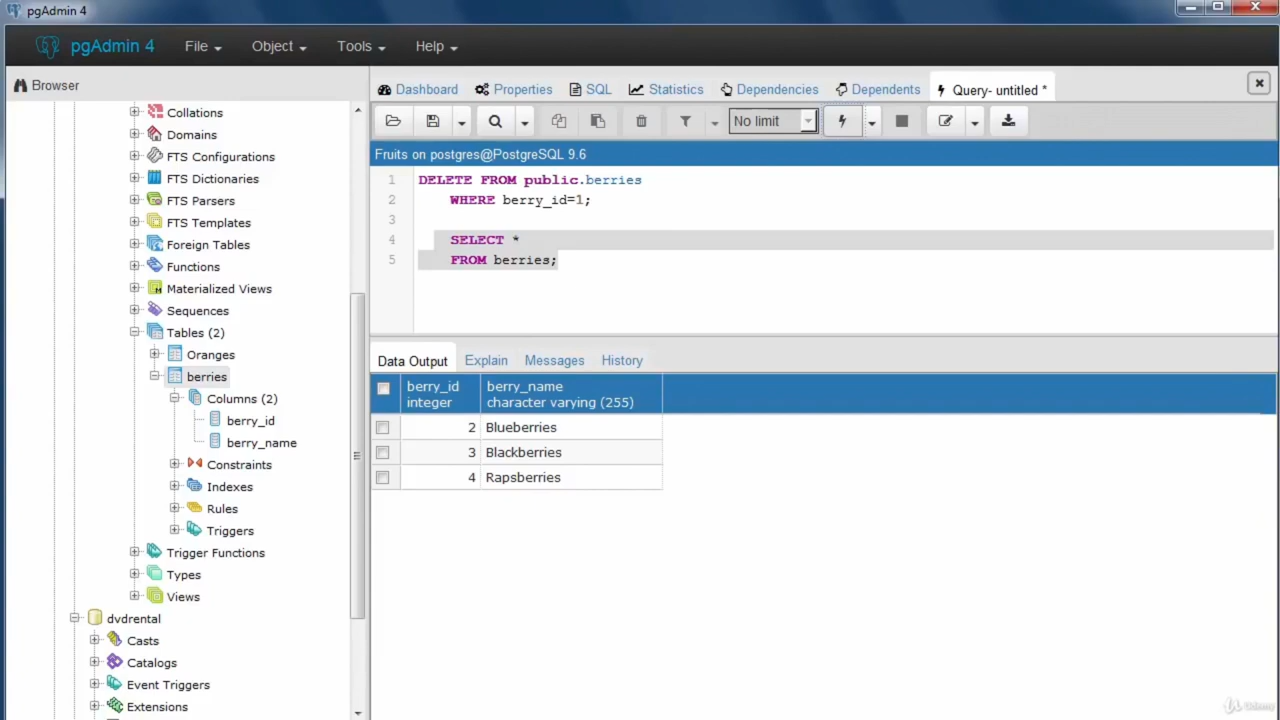 pgAdmin 4
pgAdmin 4 File Object Tools Help
Browser
Dashboard Properties SQL Statistics Dependencies Dependents Query- untitled *
No limit
Fruits on postgres@PostgreSQL 9.6
1 DELETE FROM public.berries
2 WHERE berry_id=1;
3
4 SELECT *
5 FROM berries;
Collations
Domains
FTS Configurations
FTS Dictionaries
FTS Parsers
FTS Templates
Foreign Tables
Functions
Materialized Views
Sequences
Tables (2)
Oranges
berries
Columns (2)
berry_id
berry_name
Constraints
Indexes
Rules
Triggers
Trigger Functions
Types
Views
dvdrental
Casts
Catalogs
Event Triggers
Extensions
Data Output Explain Messages History
berry_id berry_name
integer character varying (255)
2 Blueberries
3 Blackberries
4 Rapsberries
Udemy